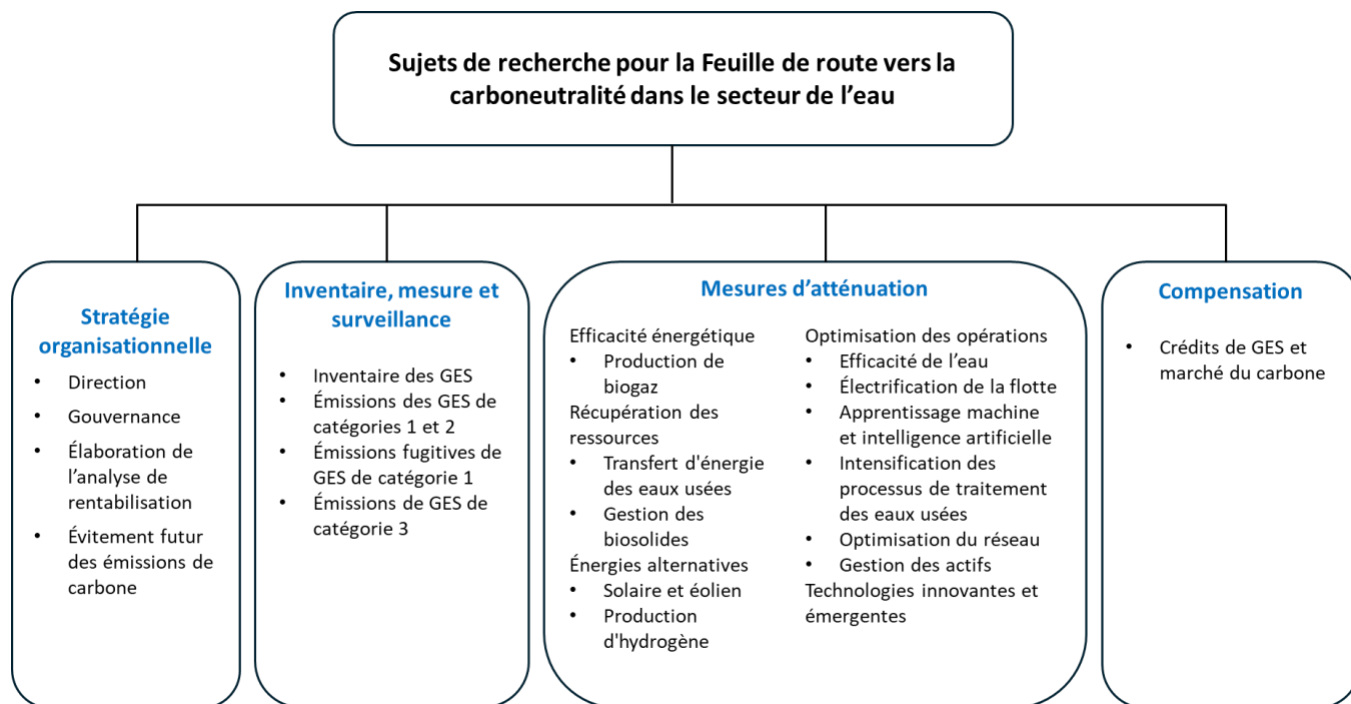 Sujets de recherche pour la Feuille de route vers la
carboneutralité dans le secteur de l’eau
Stratégie
organisationnelle
• Direction
• Gouvernance
• Élaboration de
l’analyse de
rentabilisation
• Évitement futur
des émissions de
carbone
Inventaire, mesure et
surveillance
• Inventaire des GES
• Émissions des GES de
catégories 1 et 2
• Émissions fugitives de
GES de catégorie 1
• Émissions de GES de
catégorie 3
Mesures d’atténuation
Efficacité énergétique
• Production de
biogaz
Récupération des
ressources
• Transfert d'énergie
des eaux usées
• Gestion des
biosolides
Énergies alternatives
• Solaire et éolien
• Production
d'hydrogène
Optimisation des opérations
• Efficacité de l’eau
• Électrification de la flotte
• Apprentissage machine
et intelligence artificielle
• Intensification des
processus de traitement
des eaux usées
• Optimisation du réseau
• Gestion des actifs
Technologies innovantes et
émergentes
Compensation
• Crédits de GES et
marché du carbone